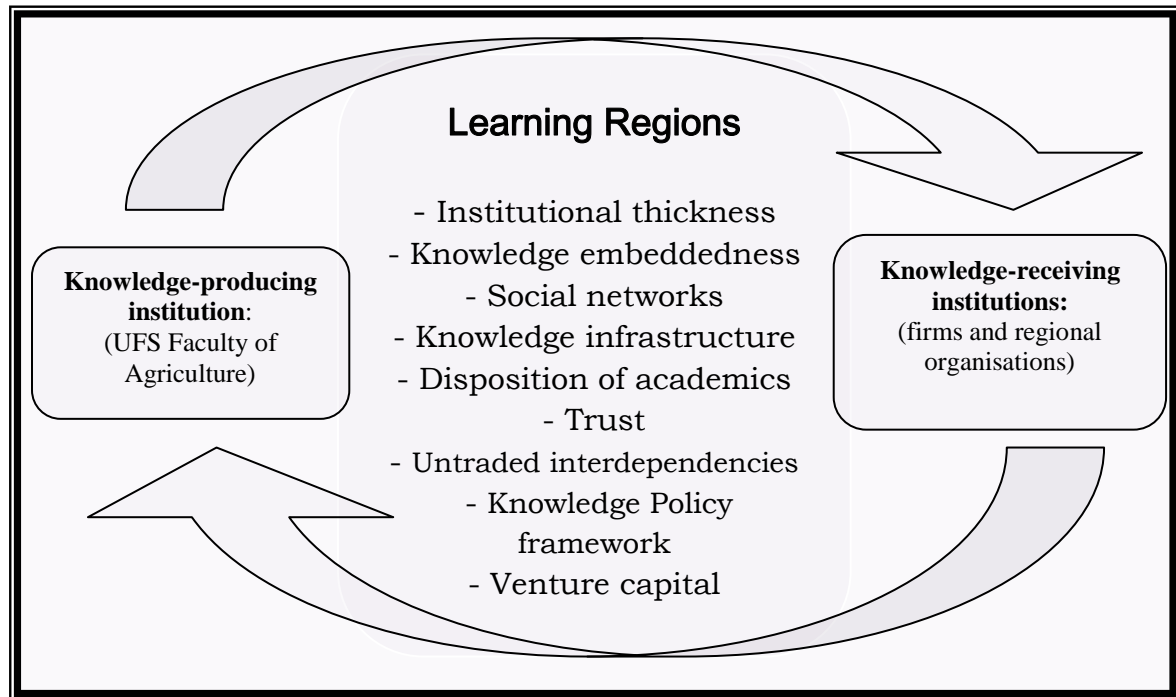 Learning Regions
- Institutional thickness
- Knowledge embeddedness
- Social networks
- Knowledge infrastructure
- Disposition of academics
- Trust
- Untraded interdependencies
- Knowledge Policy
framework
- Venture capital
Knowledge-producing
institution:
(UFS Faculty of
Agriculture)
Knowledge-receiving
institutions:
(firms and regional
organisations)